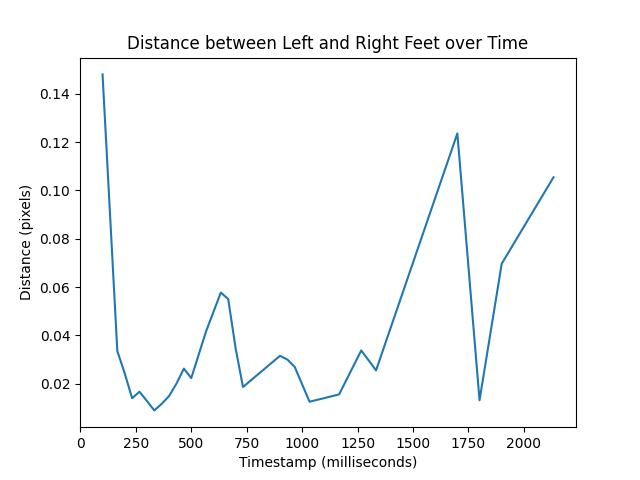 Distance between Left and Right Feet over Time
0.14
0.12
0.10
0.08
0.06
0.04
0.02
Distance (pixels)
0 250 500 750 1000 1250 1500 1750 2000
Timestamp (milliseconds)